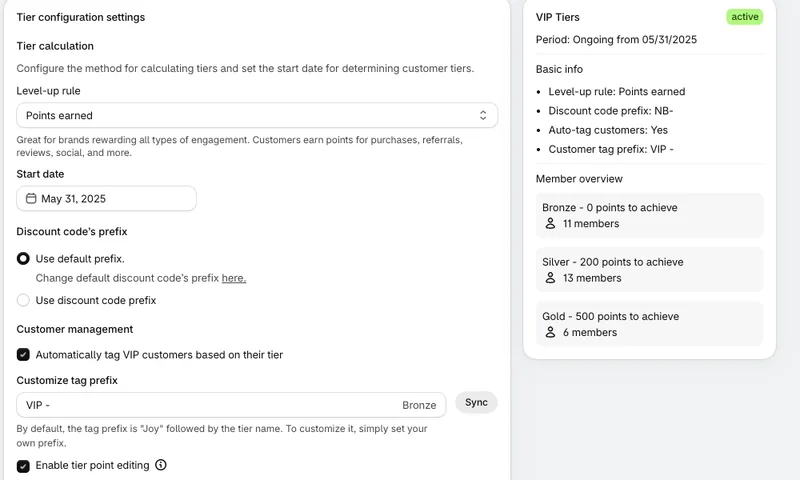 Tier configuration settings
Tier calculation
Configure the method for calculating tiers and set the start date for determining customer tiers.
Level-up rule
Points earned
Great for brands rewarding all types of engagement. Customers earn points for purchases, referrals,
reviews, social, and more.
Start date
May 31, 2025
Discount code's prefix
Use default prefix.
Change default discount code's prefix here.
Use discount code prefix
Customer management
Automatically tag VIP customers based on their tier
Customize tag prefix
VIP - Bronze
Sync
By default, the tag prefix is "Joy" followed by the tier name. To customize it, simply set your
own prefix.
Enable tier point editing
VIP Tiers
active
Period: Ongoing from 05/31/2025
Basic info
• Level-up rule: Points earned
• Discount code prefix: NB-
• Auto-tag customers: Yes
• Customer tag prefix: VIP -
Member overview
Bronze - 0 points to achieve
11 members
Silver - 200 points to achieve
13 members
Gold - 500 points to achieve
6 members